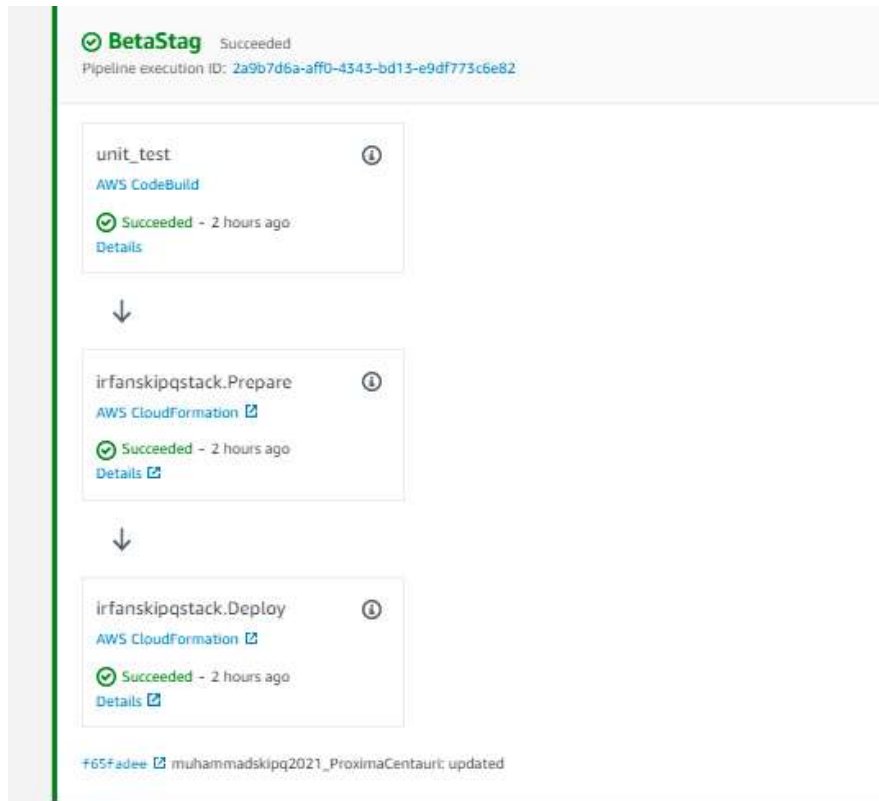 BetaStag Succeeded
Pipeline execution ID: 2a9b7d6a-aff0-4343-bd13-e9df773c6e82
unit_test
AWS CodeBuild
Succeeded - 2 hours ago
Details
irfanskipqstack.Prepare
AWS CloudFormation
Succeeded - 2 hours ago
Details
irfanskipqstack.Deploy
AWS CloudFormation
Succeeded - 2 hours ago
Details
f65fadee muhammadskipq2021_ProximaCentauri: updated